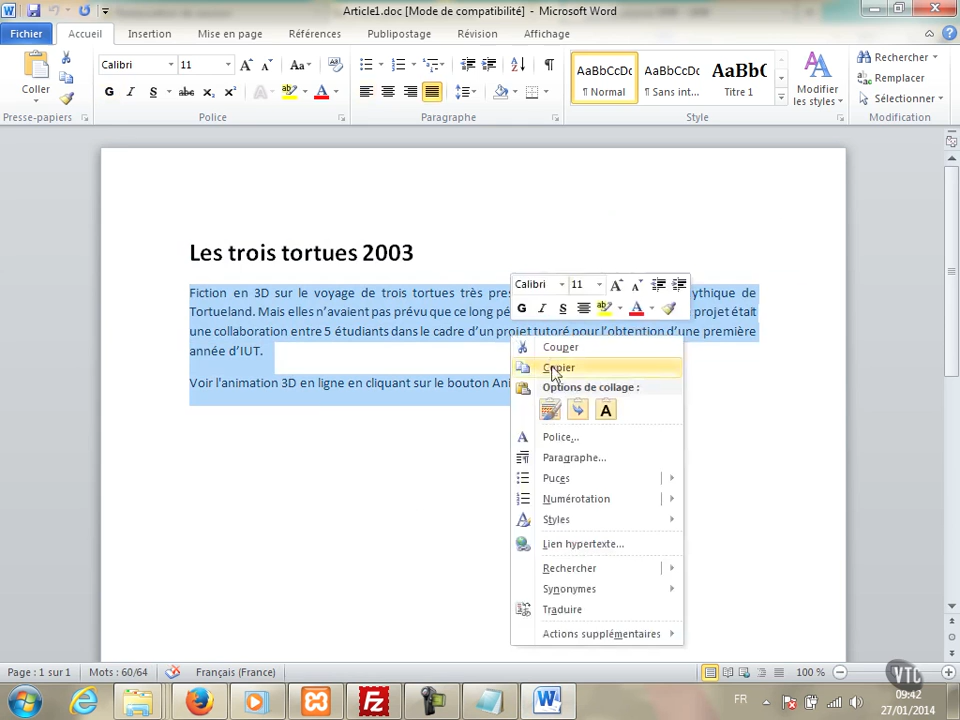 Article1.doc [Mode de compatibilité] - Microsoft Word
Fichier Accueil Insertion Mise en page Références Publipostage Révision Affichage
Coller
Calibri 11
AaBbCcDc AaBbCcDc AaBbC
¶ Normal ¶ Sans int... Titre 1
Modifier les styles
Rechercher
Remplacer
Sélectionner
Presse-papiers Police Paragraphe Style Modification
Les trois tortues 2003
Fiction en 3D sur le voyage de trois tortues très pres
ythique de
Tortueland. Mais elles n’avaient pas prévu que ce long
projet était
une collaboration entre 5 étudiants dans le cadre d’un projet tutoré pour l’obtention d’une première
année d’IUT.
Voir l'animation 3D en ligne en cliquant sur le bouton Ani
Calibri 11
Couper
Copier
Options de collage :
Police...
Paragraphe...
Puces
Numérotation
Styles
Lien hypertexte...
Rechercher
Synonymes
Traduire
Actions supplémentaires
Page : 1 sur 1 Mots : 60/64 Français (France) 100 %
VTC
FR
09:42
27/01/2014